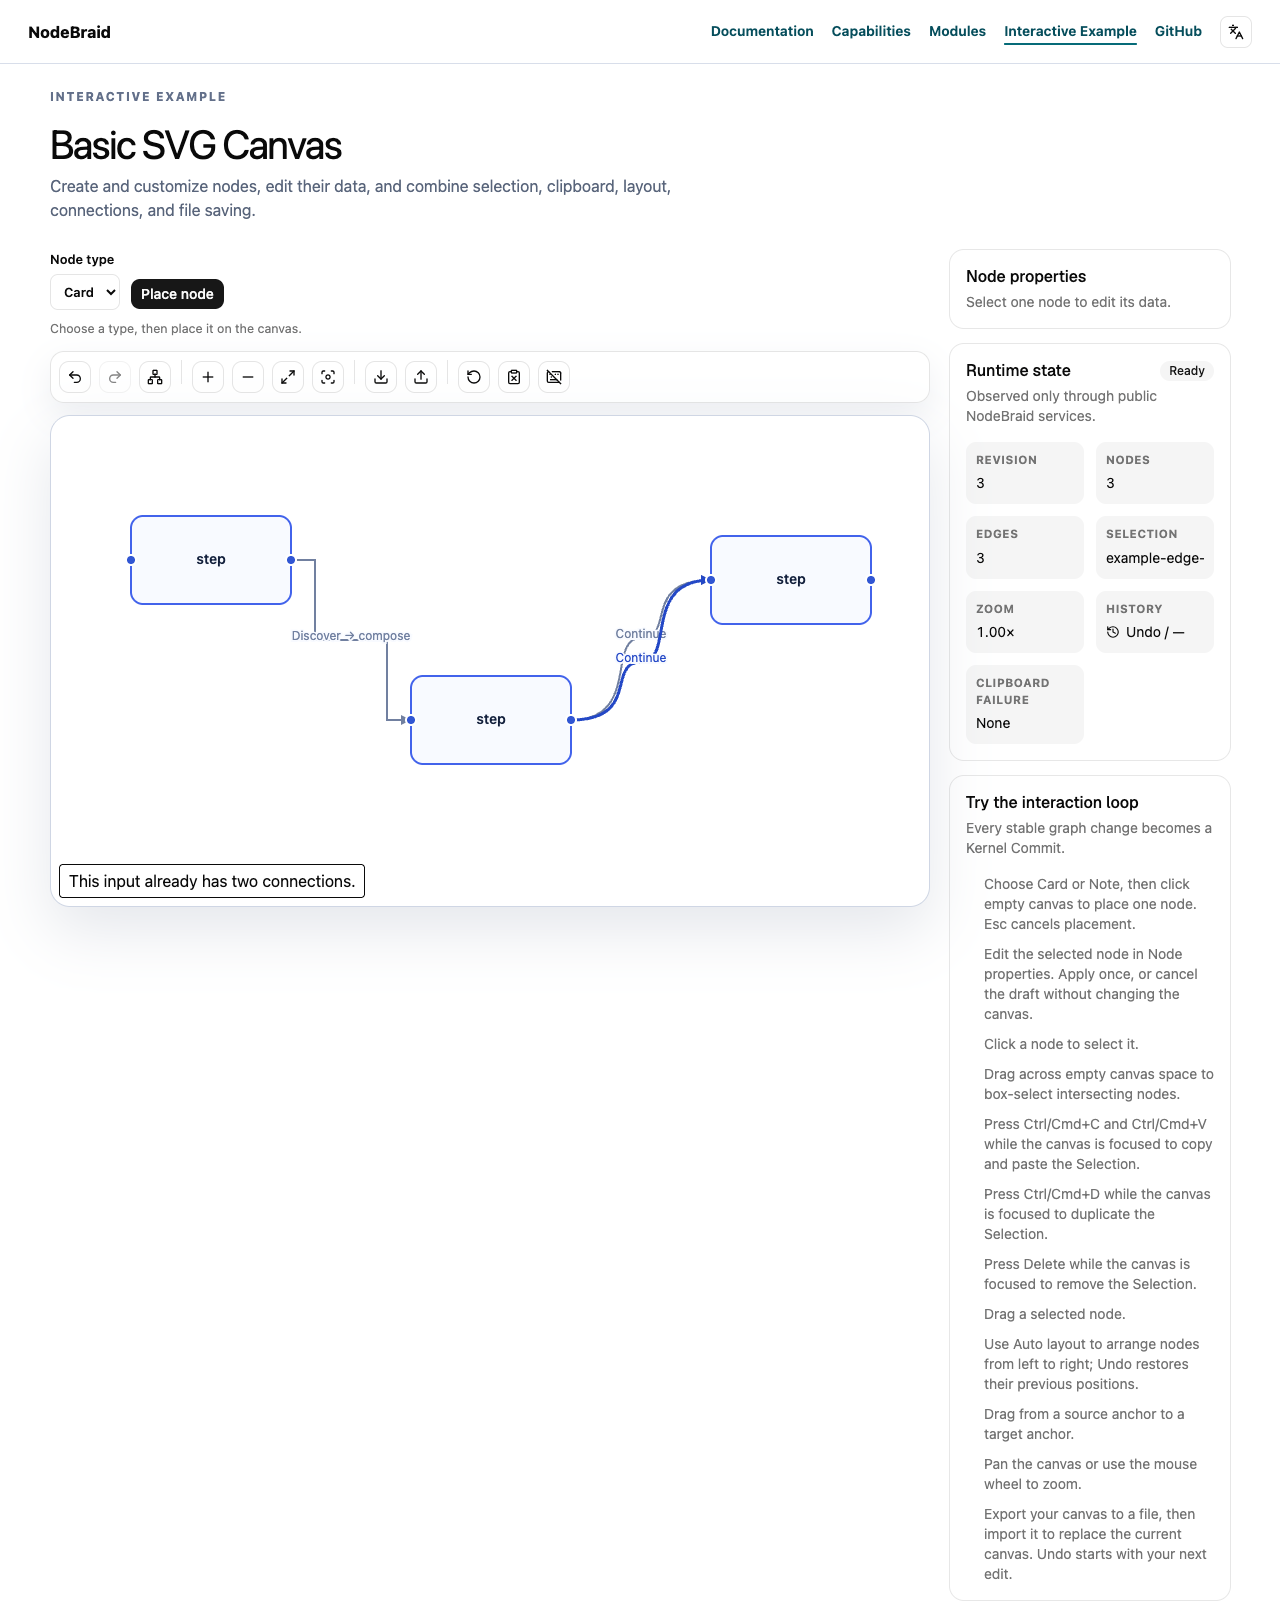 NodeBraid
Documentation
Capabilities
Modules
Interactive Example
GitHub
INTERACTIVE EXAMPLE
Basic SVG Canvas
Create and customize nodes, edit their data, and combine selection, clipboard, layout,
connections, and file saving.
Node type
Card
Place node
Choose a type, then place it on the canvas.
step
Discover → compose
step
Continue
Continue
step
This input already has two connections.
Node properties
Select one node to edit its data.
Runtime state
Ready
Observed only through public
NodeBraid services.
REVISION
3
NODES
3
EDGES
3
SELECTION
example-edge-
ZOOM
1.00×
HISTORY
Undo / —
CLIPBOARD
FAILURE
None
Try the interaction loop
Every stable graph change becomes a
Kernel Commit.
Choose Card or Note, then click
empty canvas to place one node.
Esc cancels placement.
Edit the selected node in Node
properties. Apply once, or cancel
the draft without changing the
canvas.
Click a node to select it.
Drag across empty canvas space to
box-select intersecting nodes.
Press Ctrl/Cmd+C and Ctrl/Cmd+V
while the canvas is focused to copy
and paste the Selection.
Press Ctrl/Cmd+D while the canvas
is focused to duplicate the
Selection.
Press Delete while the canvas is
focused to remove the Selection.
Drag a selected node.
Use Auto layout to arrange nodes
from left to right; Undo restores
their previous positions.
Drag from a source anchor to a
target anchor.
Pan the canvas or use the mouse
wheel to zoom.
Export your canvas to a file, then
import it to replace the current
canvas. Undo starts with your next
edit.